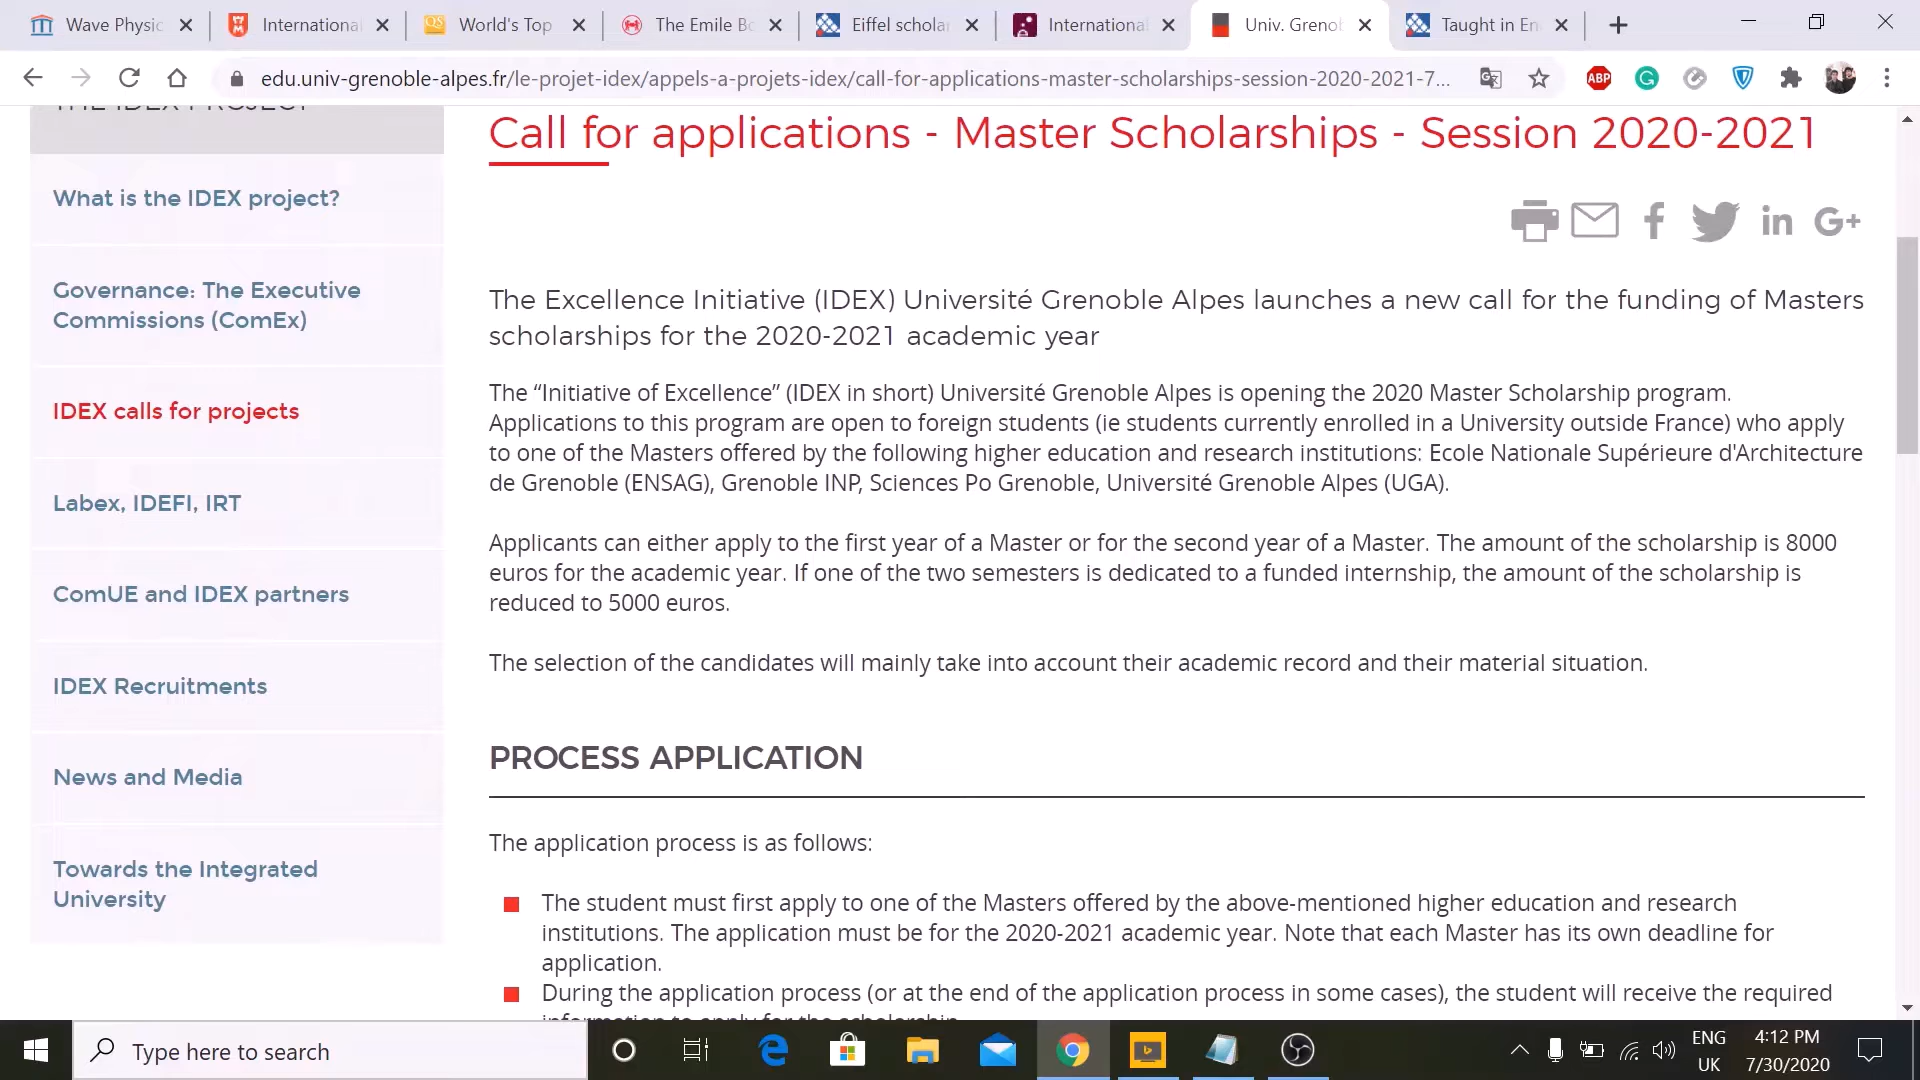 Wave Physic
International
World's Top
The Emile Bo
Eiffel scholar
International
Univ. Grenob
Taught in En
edu.univ-grenoble-alpes.fr/le-projet-idex/appels-a-projets-idex/call-for-applications-master-scholarships-session-2020-2021-7...
ABP
THE IDEX PROJECT
What is the IDEX project?
Governance: The Executive
Commissions (ComEx)
IDEX calls for projects
Labex, IDEFI, IRT
ComUE and IDEX partners
IDEX Recruitments
News and Media
Towards the Integrated
University
Call for applications - Master Scholarships - Session 2020-2021
The Excellence Initiative (IDEX) Université Grenoble Alpes launches a new call for the funding of Masters
scholarships for the 2020-2021 academic year
The “Initiative of Excellence” (IDEX in short) Université Grenoble Alpes is opening the 2020 Master Scholarship program.
Applications to this program are open to foreign students (ie students currently enrolled in a University outside France) who apply
to one of the Masters offered by the following higher education and research institutions: Ecole Nationale Supérieure d'Architecture
de Grenoble (ENSAG), Grenoble INP, Sciences Po Grenoble, Université Grenoble Alpes (UGA).
Applicants can either apply to the first year of a Master or for the second year of a Master. The amount of the scholarship is 8000
euros for the academic year. If one of the two semesters is dedicated to a funded internship, the amount of the scholarship is
reduced to 5000 euros.
The selection of the candidates will mainly take into account their academic record and their material situation.
PROCESS APPLICATION
The application process is as follows:
The student must first apply to one of the Masters offered by the above-mentioned higher education and research
institutions. The application must be for the 2020-2021 academic year. Note that each Master has its own deadline for
application.
During the application process (or at the end of the application process in some cases), the student will receive the required
information to apply for the scholarship.
Type here to search
ENG
UK
4:12 PM
7/30/2020